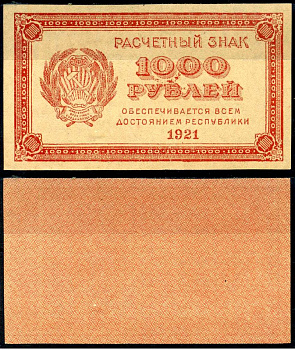 РАСЧЕТНЫЙ ЗНАК
1000
РУБЛЕЙ
ОБЕСПЕЧИВАЕТСЯ ВСЕМ
ДОСТОЯНИЕМ РЕСПУБЛИКИ
1921